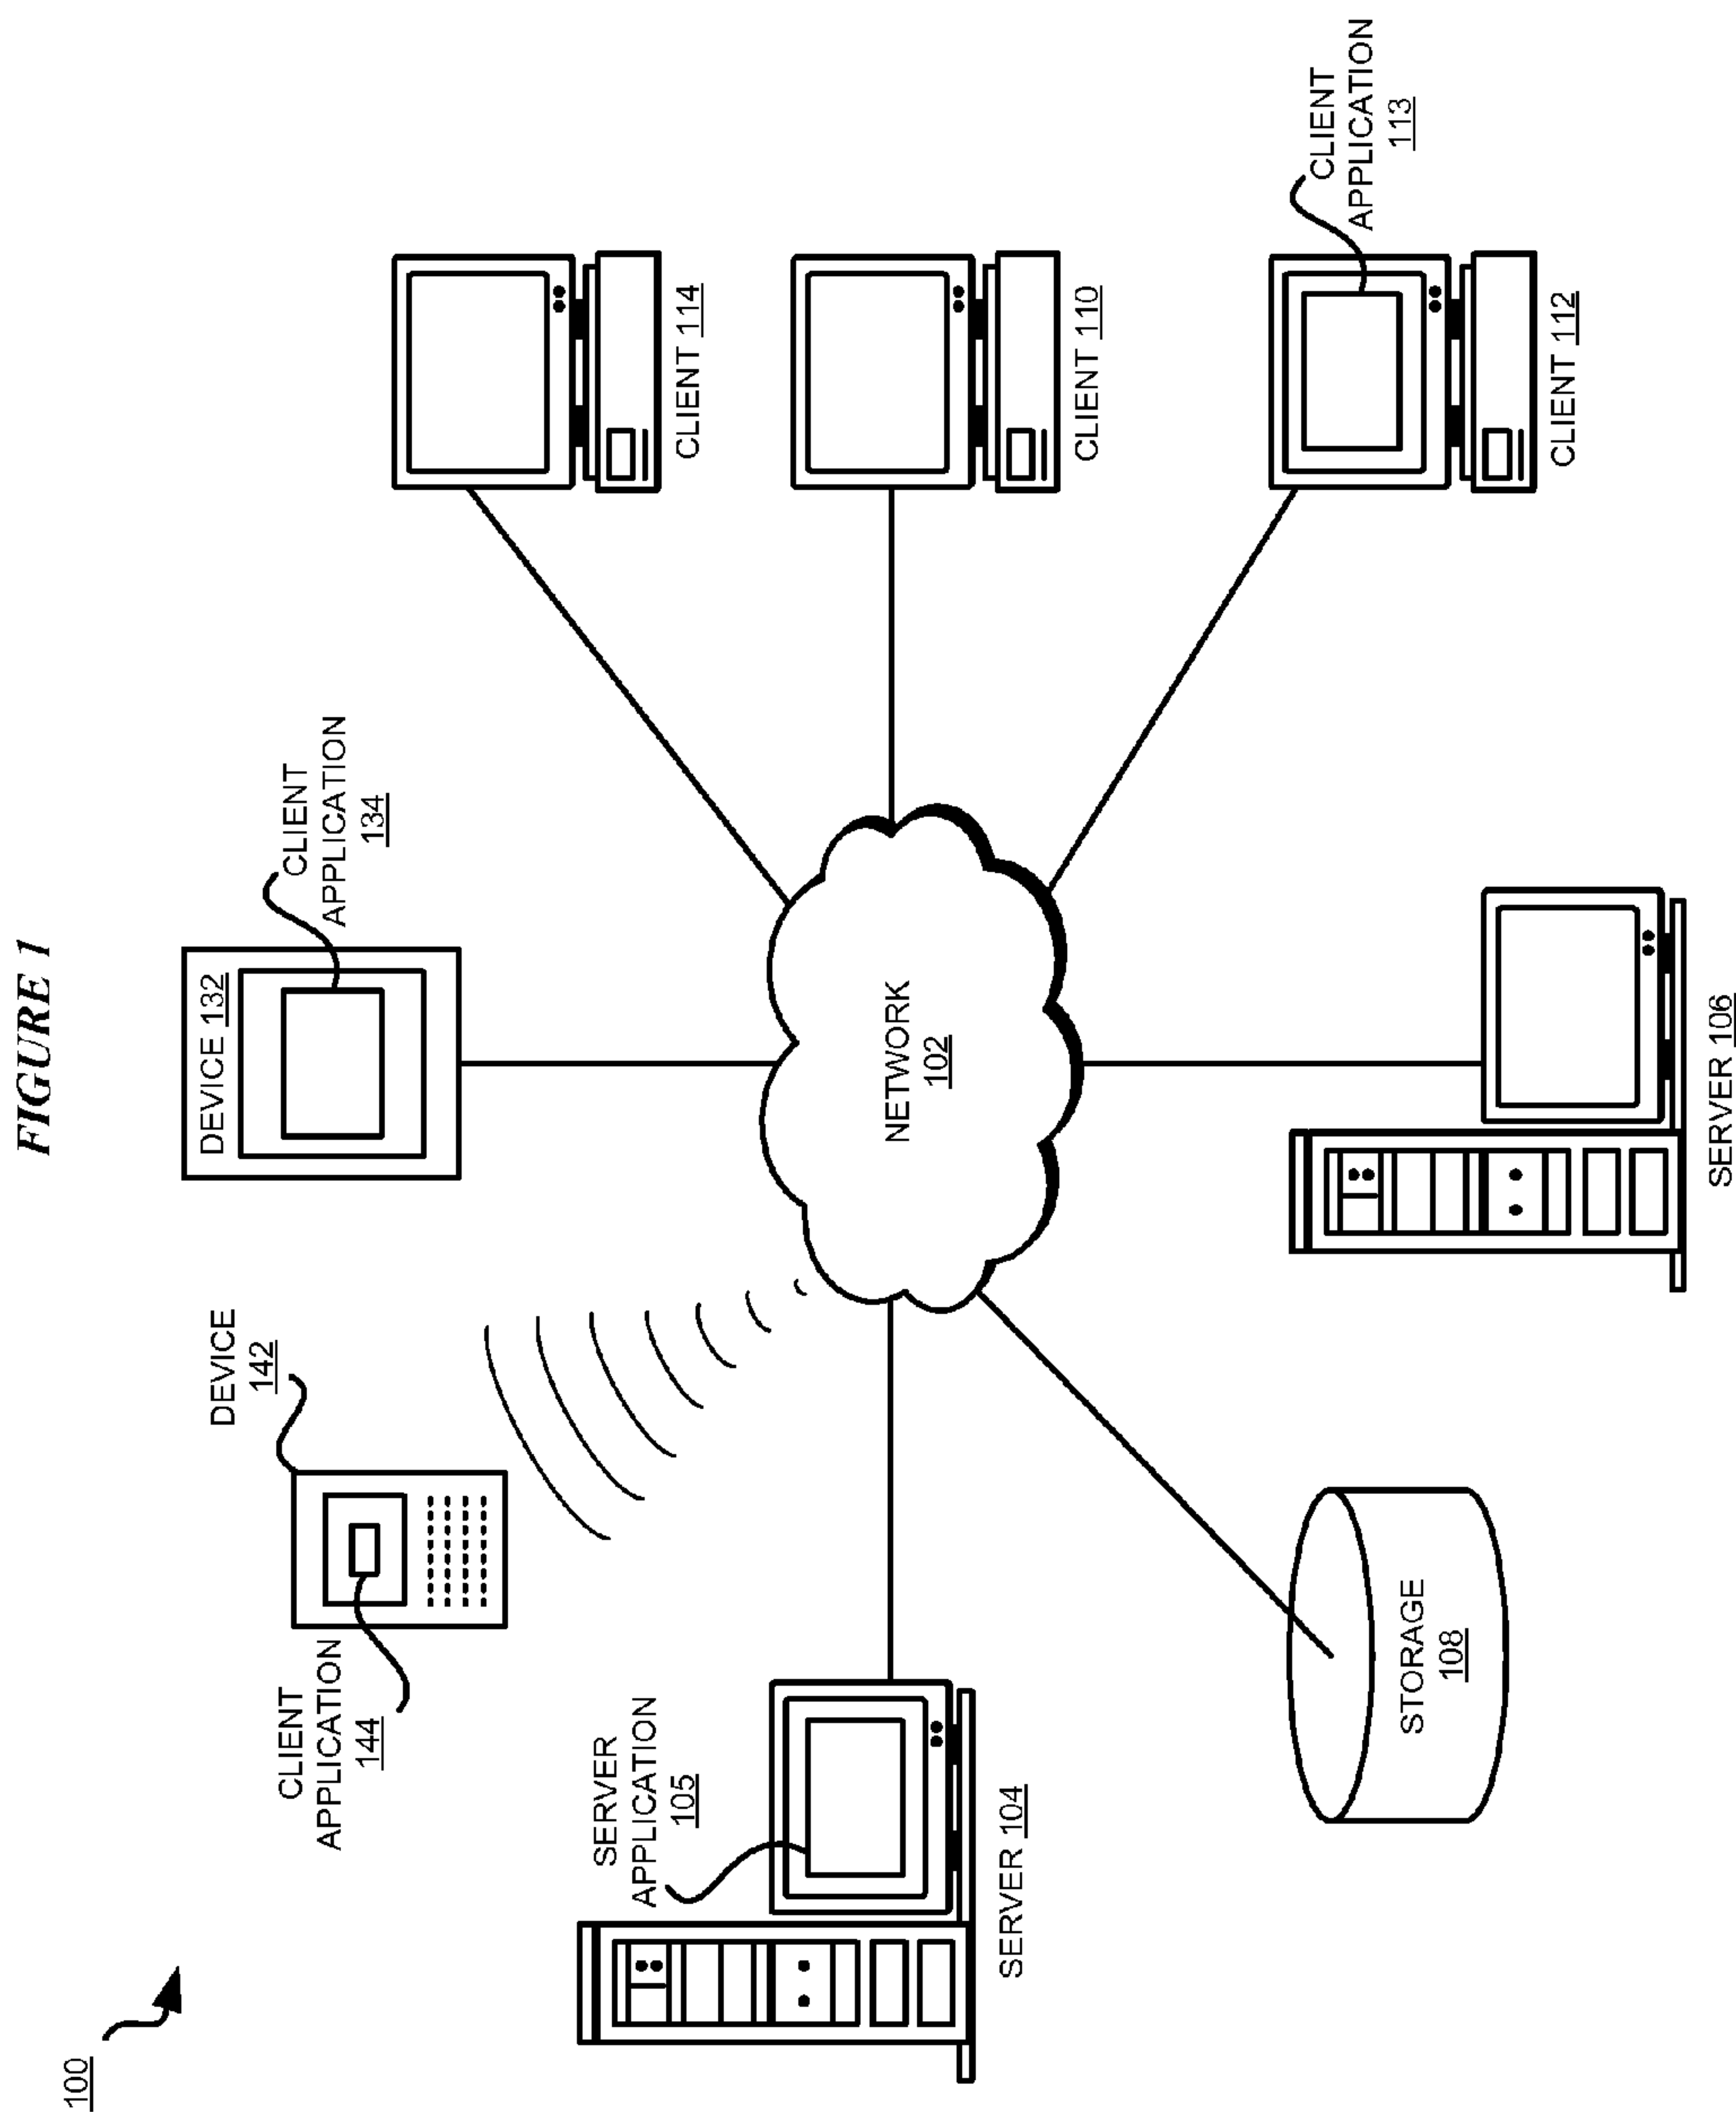 FIGURE 1
100
DEVICE
142
CLIENT
APPLICATION
144
DEVICE 132
CLIENT
APPLICATION
134
CLIENT 114
SERVER
APPLICATION
105
SERVER 104
NETWORK
102
CLIENT 110
STORAGE
108
SERVER 106
CLIENT
APPLICATION
113
CLIENT 112